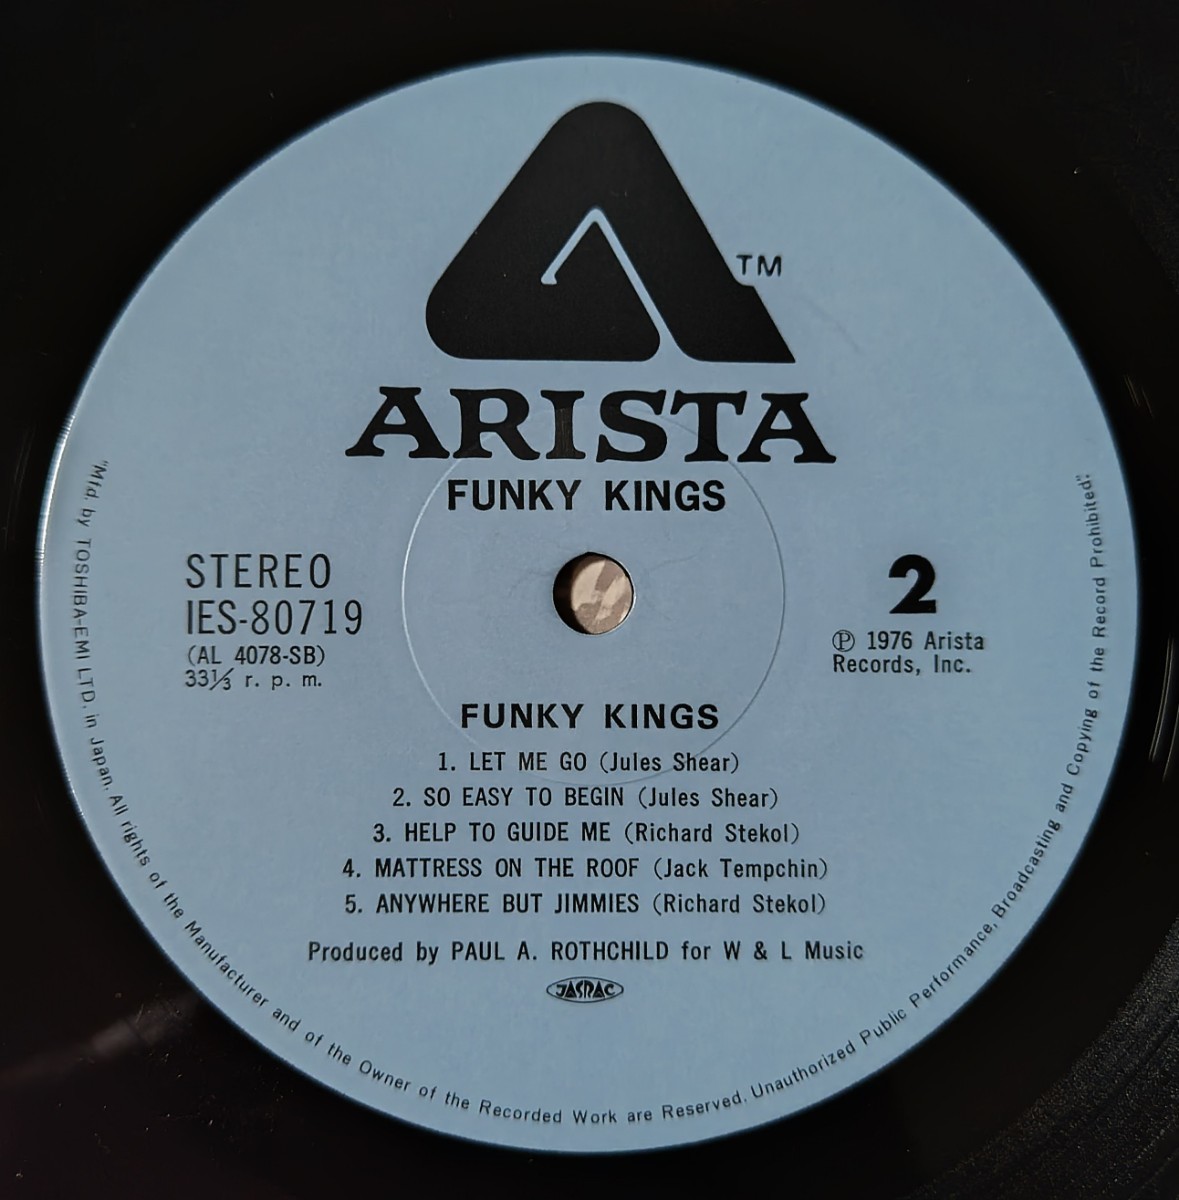 TM
ARISTA
FUNKY KINGS
STEREO
IES-80719
(AL 4078-SB)
33⅓ r. p. m.
2
Ⓟ 1976 Arista
Records, Inc.
FUNKY KINGS
1. LET ME GO (Jules Shear)
2. SO EASY TO BEGIN (Jules Shear)
3. HELP TO GUIDE ME (Richard Stekol)
4. MATTRESS ON THE ROOF (Jack Tempchin)
5. ANYWHERE BUT JIMMIES (Richard Stekol)
Produced by PAUL A. ROTHCHILD for W & L Music
JASRAC
"Mfd. by TOSHIBA-EMI LTD. in Japan. All rights of the Manufacturer and of the Owner of the Recorded Work are Reserved. Unauthorized Public Performance, Broadcasting and Copying of the Record Prohibited."